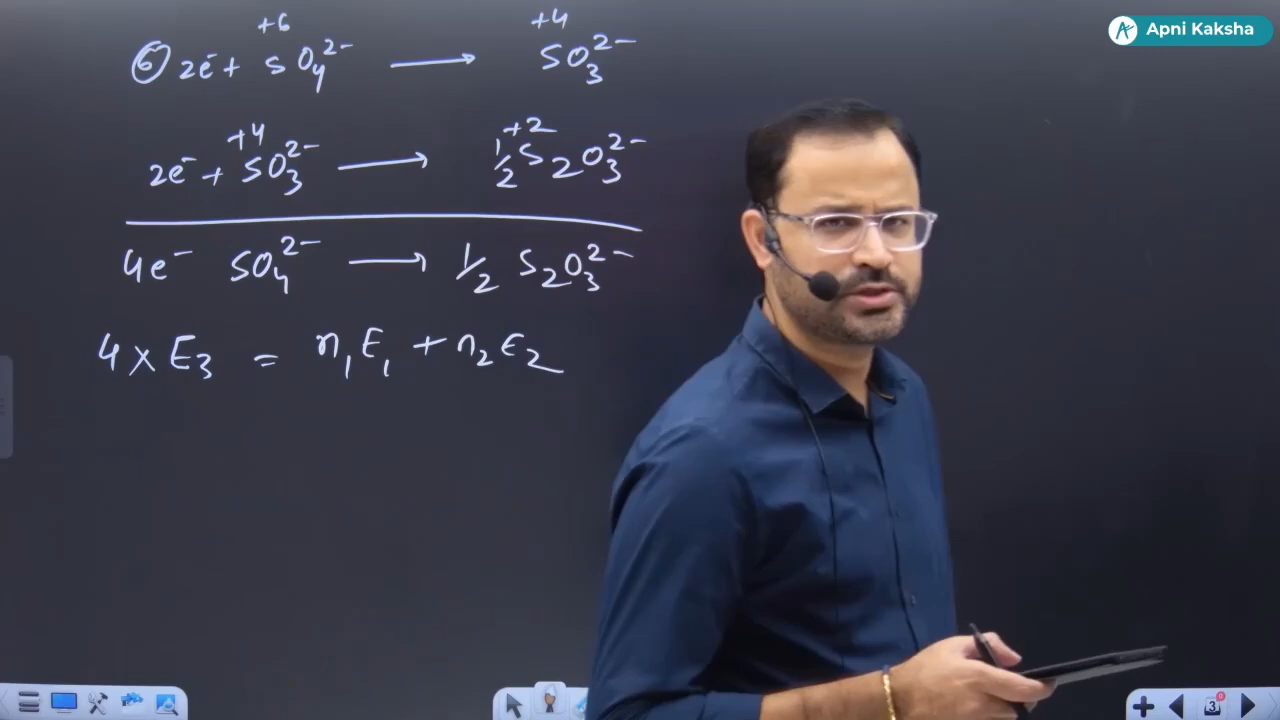 Apni Kaksha
+6 +4
⑥ 2e⁻ + SO₄²⁻ ⟶ SO₃²⁻
+4 +2
2e⁻ + SO₃²⁻ ⟶ 1/2 S₂O₃²⁻
4e⁻ SO₄²⁻ ⟶ 1/2 S₂O₃²⁻
4 × E₃ = n₁E₁ + n₂E₂
3